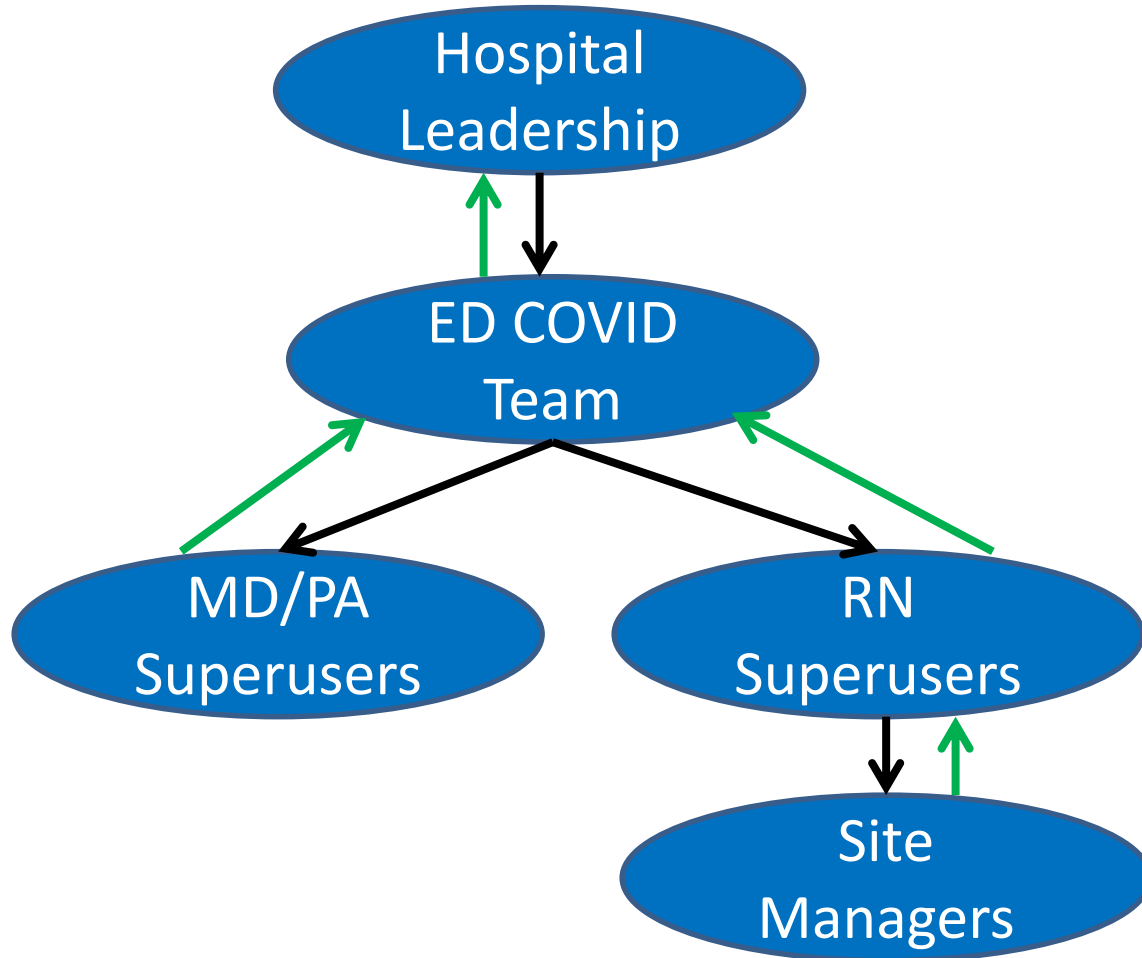 Hospital
Leadership
ED COVID
Team
MD/PA
Superusers
RN
Superusers
Site
Managers